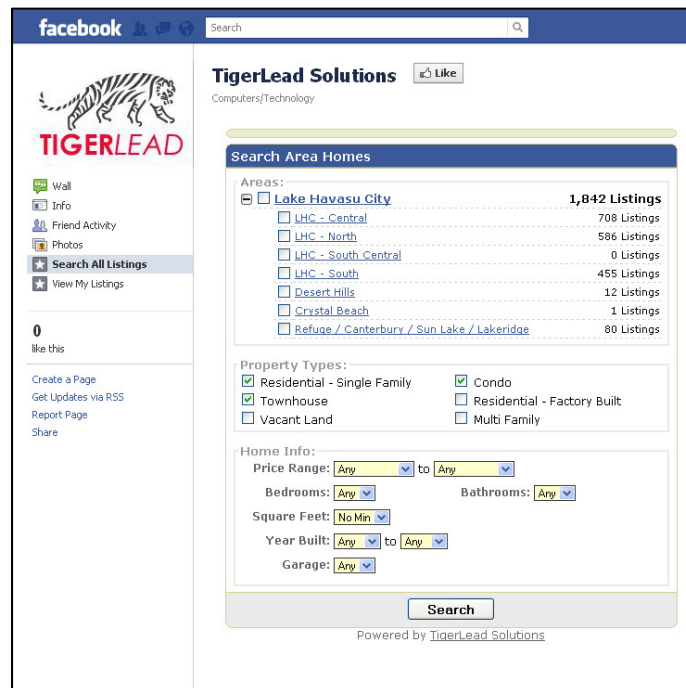 facebook
Search
TIGERLEAD
Wall
Info
Friend Activity
Photos
Search All Listings
View My Listings
0
like this
Create a Page
Get Updates via RSS
Report Page
Share
TigerLead Solutions Like
Computers/Technology
Search Area Homes
Areas:
Lake Havasu City 1,842 Listings
LHC - Central 708 Listings
LHC - North 586 Listings
LHC - South Central 0 Listings
LHC - South 455 Listings
Desert Hills 12 Listings
Crystal Beach 1 Listings
Refuge / Canterbury / Sun Lake / Lakeridge 80 Listings
Property Types:
Residential - Single Family Condo
Townhouse Residential - Factory Built
Vacant Land Multi Family
Home Info:
Price Range: Any to Any
Bedrooms: Any Bathrooms: Any
Square Feet: No Min
Year Built: Any to Any
Garage: Any
Search
Powered by TigerLead Solutions